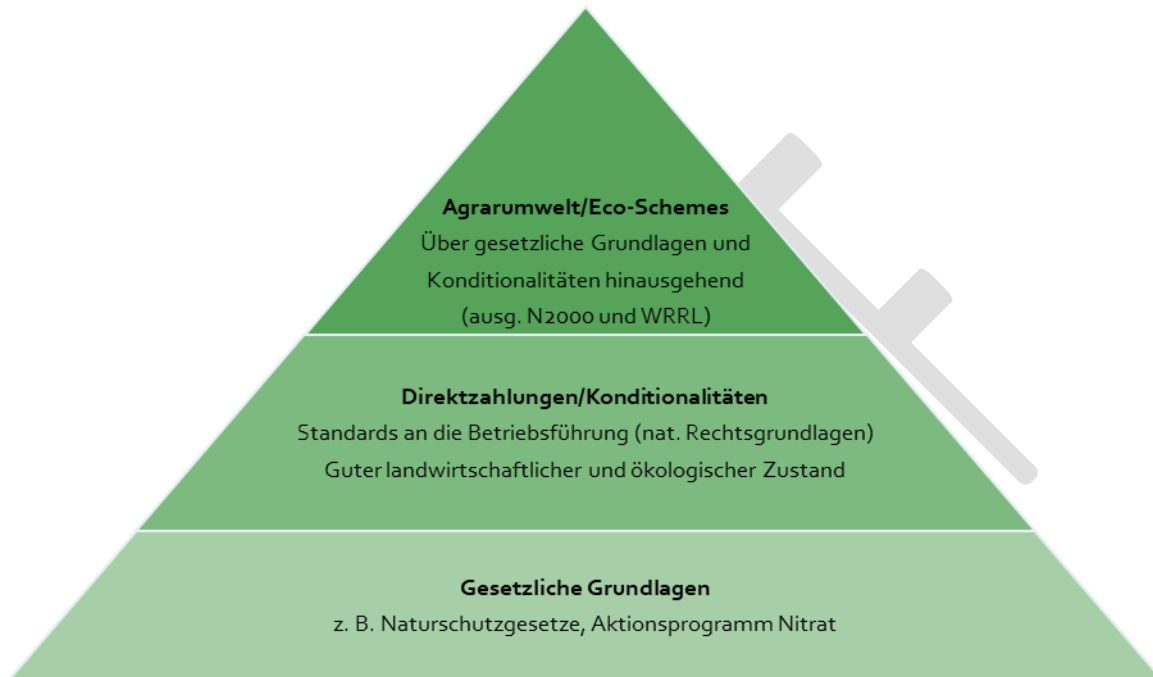 Agrarumwelt/Eco-Schemes
Über gesetzliche Grundlagen und
Konditionalitäten hinausgehend
(ausg. N2000 und WRRL)
Direktzahlungen/Konditionalitäten
Standards an die Betriebsführung (nat. Rechtsgrundlagen)
Guter landwirtschaftlicher und ökologischer Zustand
Gesetzliche Grundlagen
z. B. Naturschutzgesetze, Aktionsprogramm Nitrat